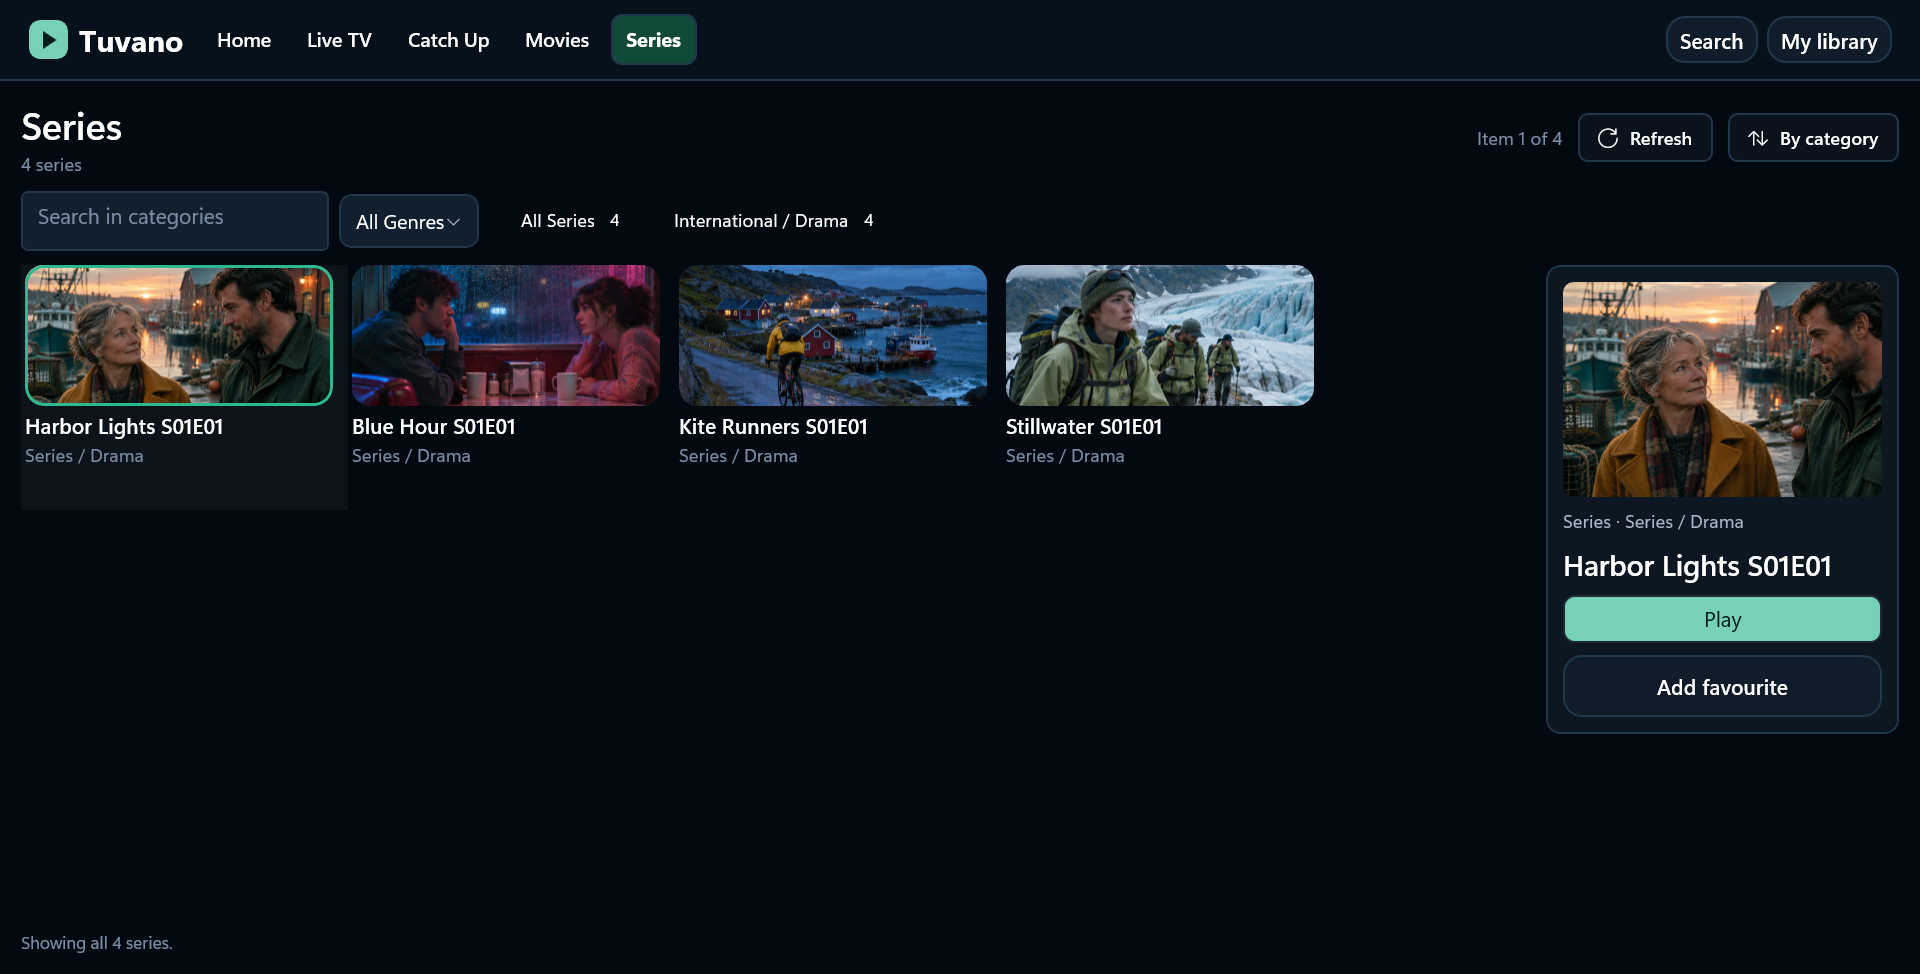 Tuvano
Home
Live TV
Catch Up
Movies
Series
Search
My library
Series
4 series
Item 1 of 4
Refresh
By category
Search in categories
All Genres
All Series 4
International / Drama 4
Harbor Lights S01E01
Series / Drama
Blue Hour S01E01
Series / Drama
Kite Runners S01E01
Series / Drama
Stillwater S01E01
Series / Drama
Series · Series / Drama
Harbor Lights S01E01
Play
Add favourite
Showing all 4 series.